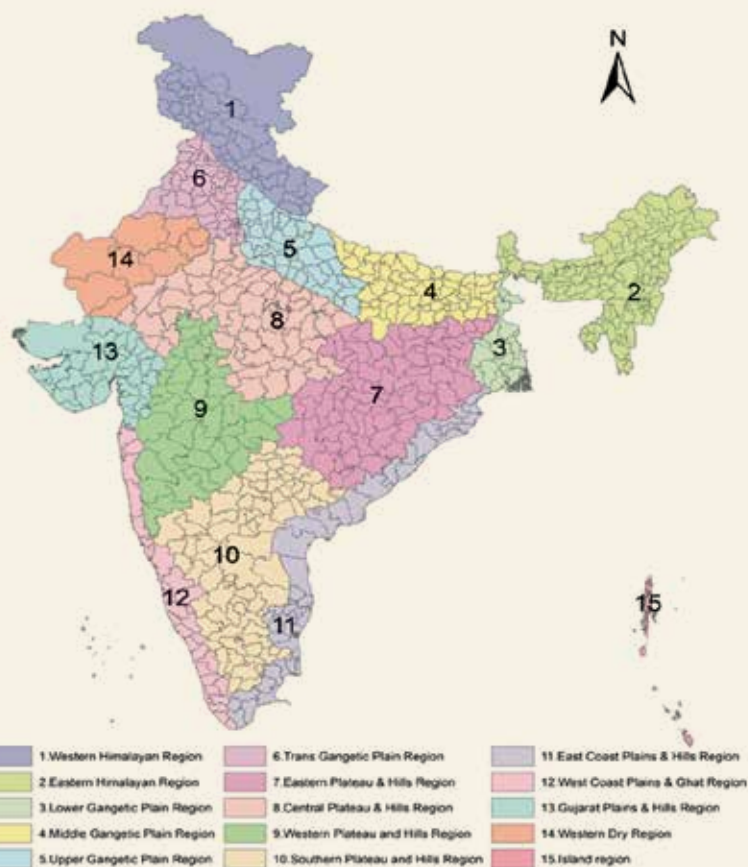 N
1
6
5
14
4
2
8
13
3
7
9
10
12
11
15
1.Western Himalayan Region
2.Eastern Himalayan Region
3.Lower Gangetic Plain Region
4.Middle Gangetic Plain Region
5.Upper Gangetic Plain Region
6.Trans Gangetic Plain Region
7.Eastern Plateau & Hills Region
8.Central Plateau & Hills Region
9.Western Plateau and Hills Region
10.Southern Plateau and Hills Region
11.East Coast Plains & Hills Region
12.West Coast Plains & Ghat Region
13.Gujarat Plains & Hills Region
14.Western Dry Region
15.Island region